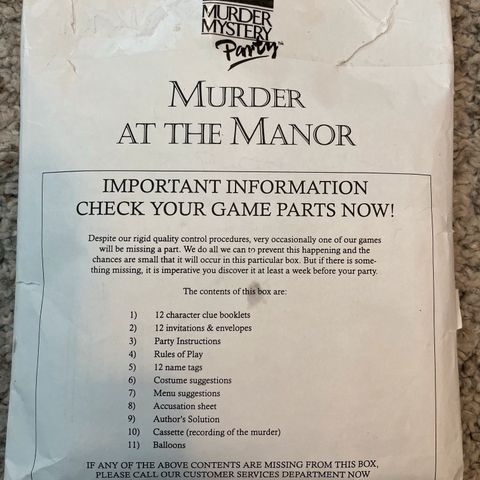 MURDER
MYSTERY
Party™
MURDER
AT THE MANOR
IMPORTANT INFORMATION
CHECK YOUR GAME PARTS NOW!
Despite our rigid quality control procedures, very occasionally one of our games
will be missing a part. We do all we can to prevent this happening and the
chances are small that it will occur in this particular box. But if there is some-
thing missing, it is imperative you discover it at least a week before your party.
The contents of this box are:
1) 12 character clue booklets
2) 12 invitations & envelopes
3) Party Instructions
4) Rules of Play
5) 12 name tags
6) Costume suggestions
7) Menu suggestions
8) Accusation sheet
9) Author's Solution
10) Cassette (recording of the murder)
11) Balloons
IF ANY OF THE ABOVE CONTENTS ARE MISSING FROM THIS BOX,
PLEASE CALL OUR CUSTOMER SERVICES DEPARTMENT NOW